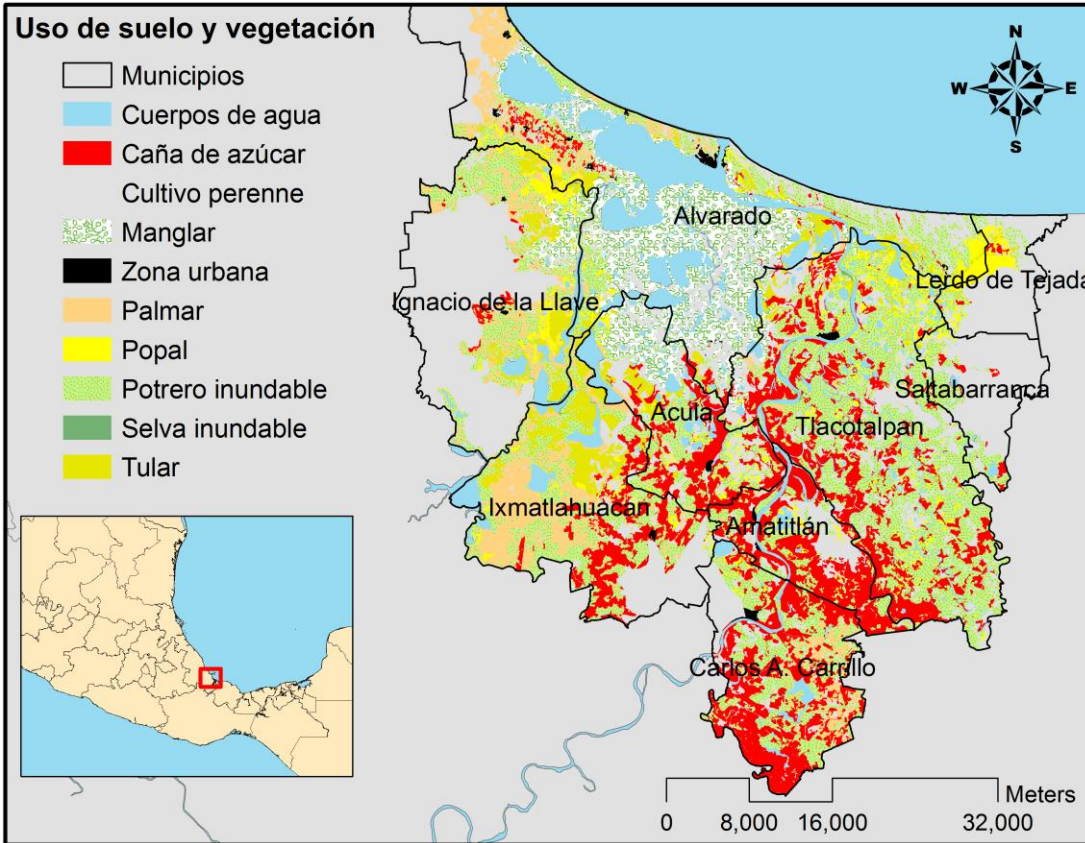 Uso de suelo y vegetación
Municipios
Cuerpos de agua
Caña de azúcar
Cultivo perenne
Manglar
Zona urbana
Palmar
Popal
Potrero inundable
Selva inundable
Tular
N
W
E
S
Alvarado
Lerdo de Tejada
Ignacio de la Llave
Saltabarranca
Acula
Tlacotalpan
Ixmatlahuacán
Amatitlán
Carlos A. Carrillo
Meters
0
8,000
16,000
32,000